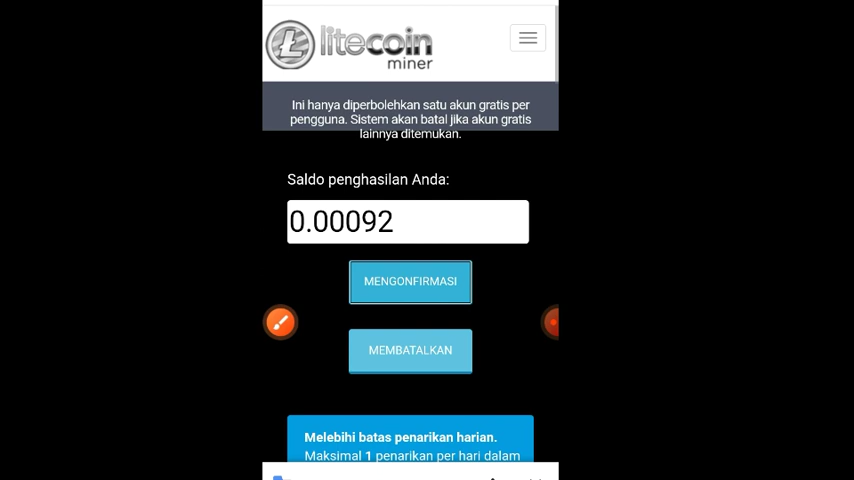 litecoin
miner
Ini hanya diperbolehkan satu akun gratis per
pengguna. Sistem akan batal jika akun gratis
lainnya ditemukan.
Saldo penghasilan Anda:
0.00092
MENGONFIRMASI
MEMBATALKAN
Melebihi batas penarikan harian.
Maksimal 1 penarikan per hari dalam